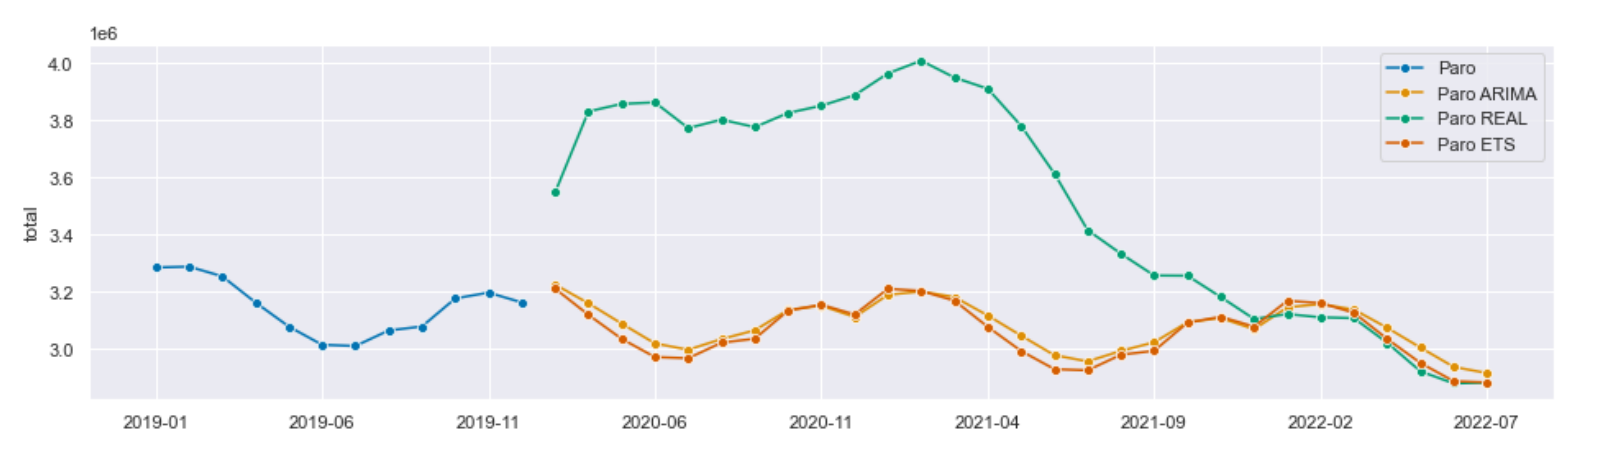 1e6
4.0
3.8
3.6
3.4
3.2
3.0
total
2019-01 2019-06 2019-11 2020-06 2020-11 2021-04 2021-09 2022-02 2022-07
Paro
Paro ARIMA
Paro REAL
Paro ETS